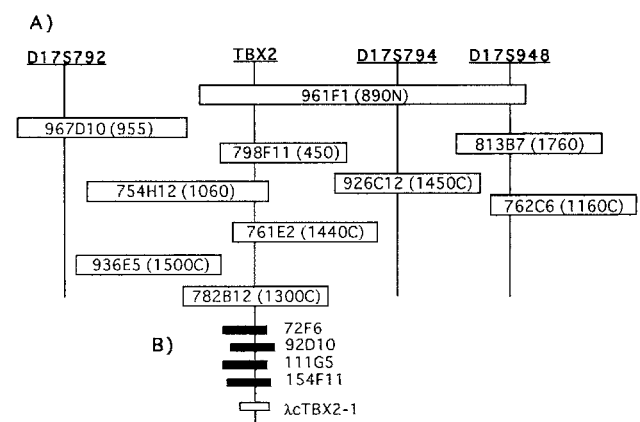 A)
D17S792 TBX2 D17S794 D17S948
961F1 (890N)
967D10 (955)
813B7 (1760)
798F11 (450)
926C12 (1450C)
754H12 (1060)
762C6 (1160C)
761E2 (1440C)
936E5 (1500C)
782B12 (1300C)
B)
72F6
92D10
111G5
154F11
λcTBX2-1